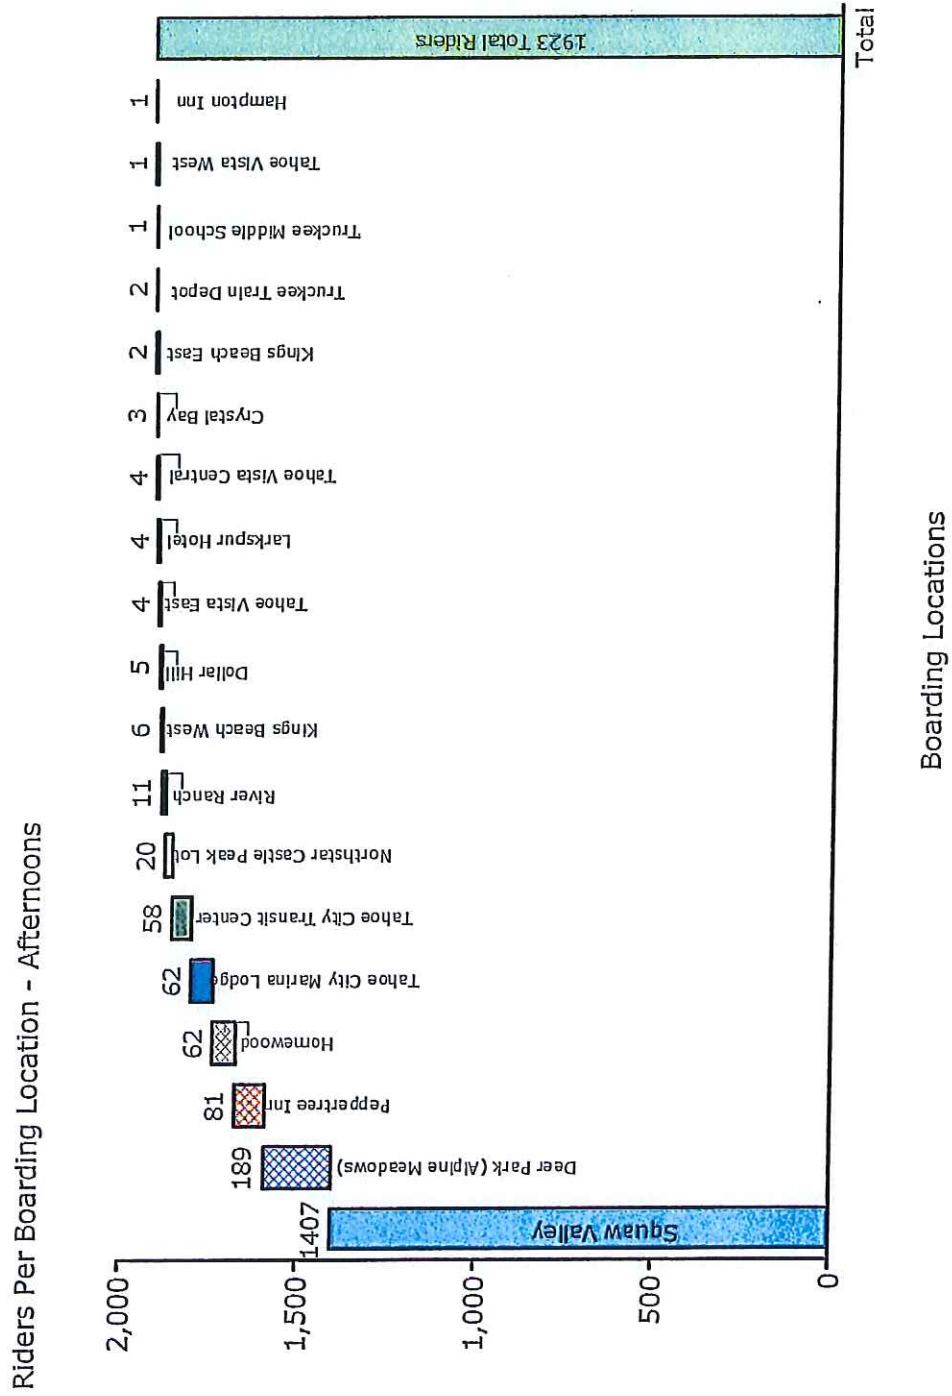 Riders Per Boarding Location - Afternoons
2,000
1,500
1,000
500
0
1407
Squaw Valley
189
Deer Park (Alpine Meadows)
81
Peppertree Inn
62
Homewood
62
Tahoe City Marina Lodge
58
Tahoe City Transit Center
20
Northstar Castle Peak Lot
11
River Ranch
6
Kings Beach West
5
Dollar Hill
4
Tahoe Vista East
4
Larkspur Hotel
4
Tahoe Vista Central
3
Crystal Bay
2
Kings Beach East
2
Truckee Train Depot
1
Truckee Middle School
1
Tahoe Vista West
1
Hampton Inn
1923 Total Riders
Total
Boarding Locations